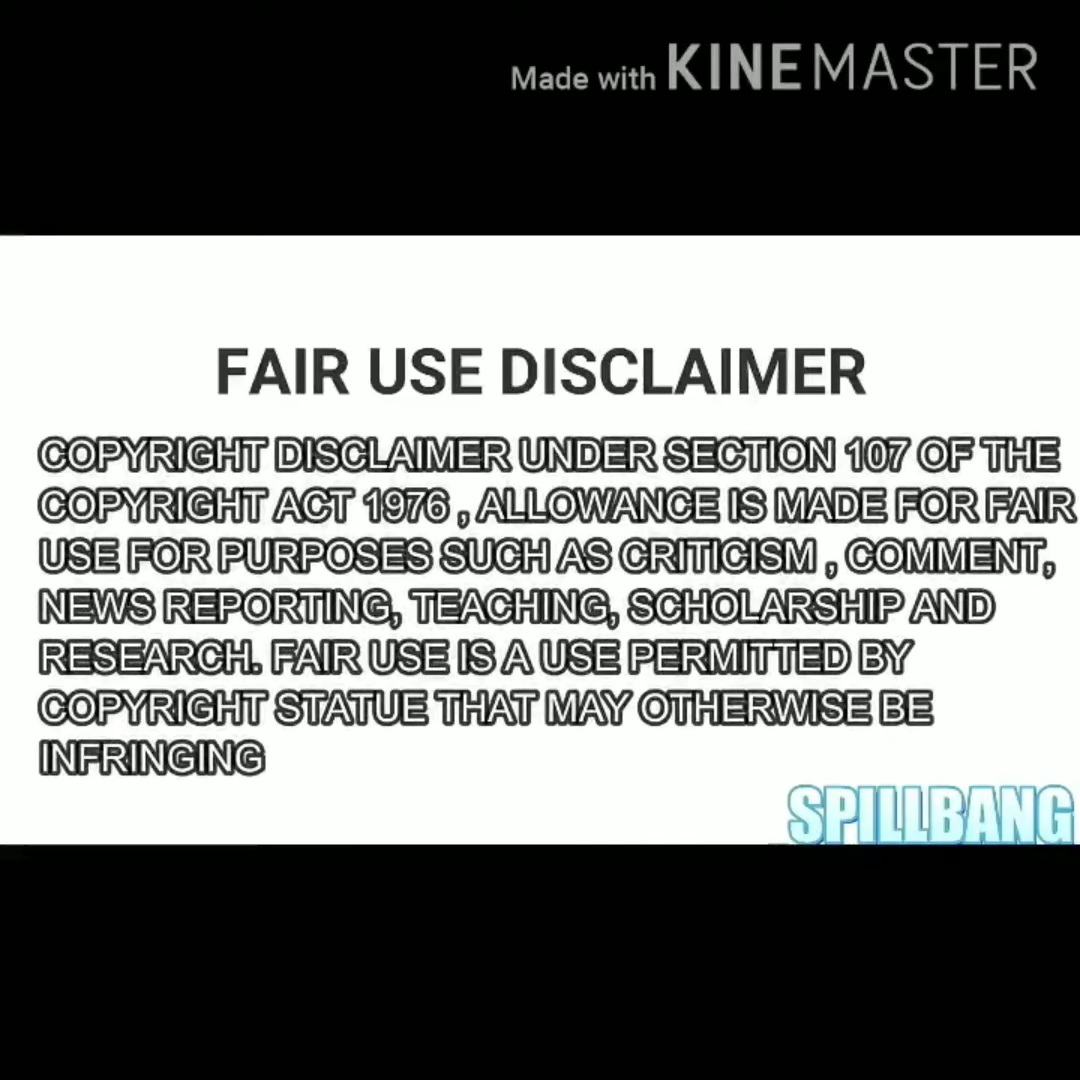 Made with KINEMASTER
FAIR USE DISCLAIMER
COPYRIGHT DISCLAIMER UNDER SECTION 107 OF THE
COPYRIGHT ACT 1976 , ALLOWANCE IS MADE FOR FAIR
USE FOR PURPOSES SUCH AS CRITICISM , COMMENT,
NEWS REPORTING, TEACHING, SCHOLARSHIP AND
RESEARCH. FAIR USE IS A USE PERMITTED BY
COPYRIGHT STATUE THAT MAY OTHERWISE BE
INFRINGING
SPILLBANG